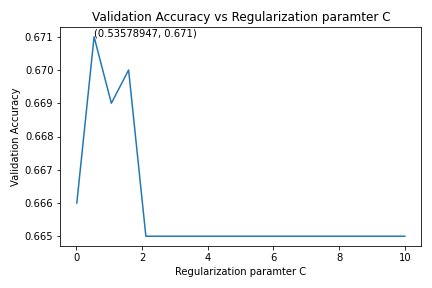 Validation Accuracy vs Regularization paramter C
(0.53578947, 0.671)
0.671
0.670
0.669
0.668
0.667
0.666
0.665
Validation Accuracy
0 2 4 6 8 10
Regularization paramter C